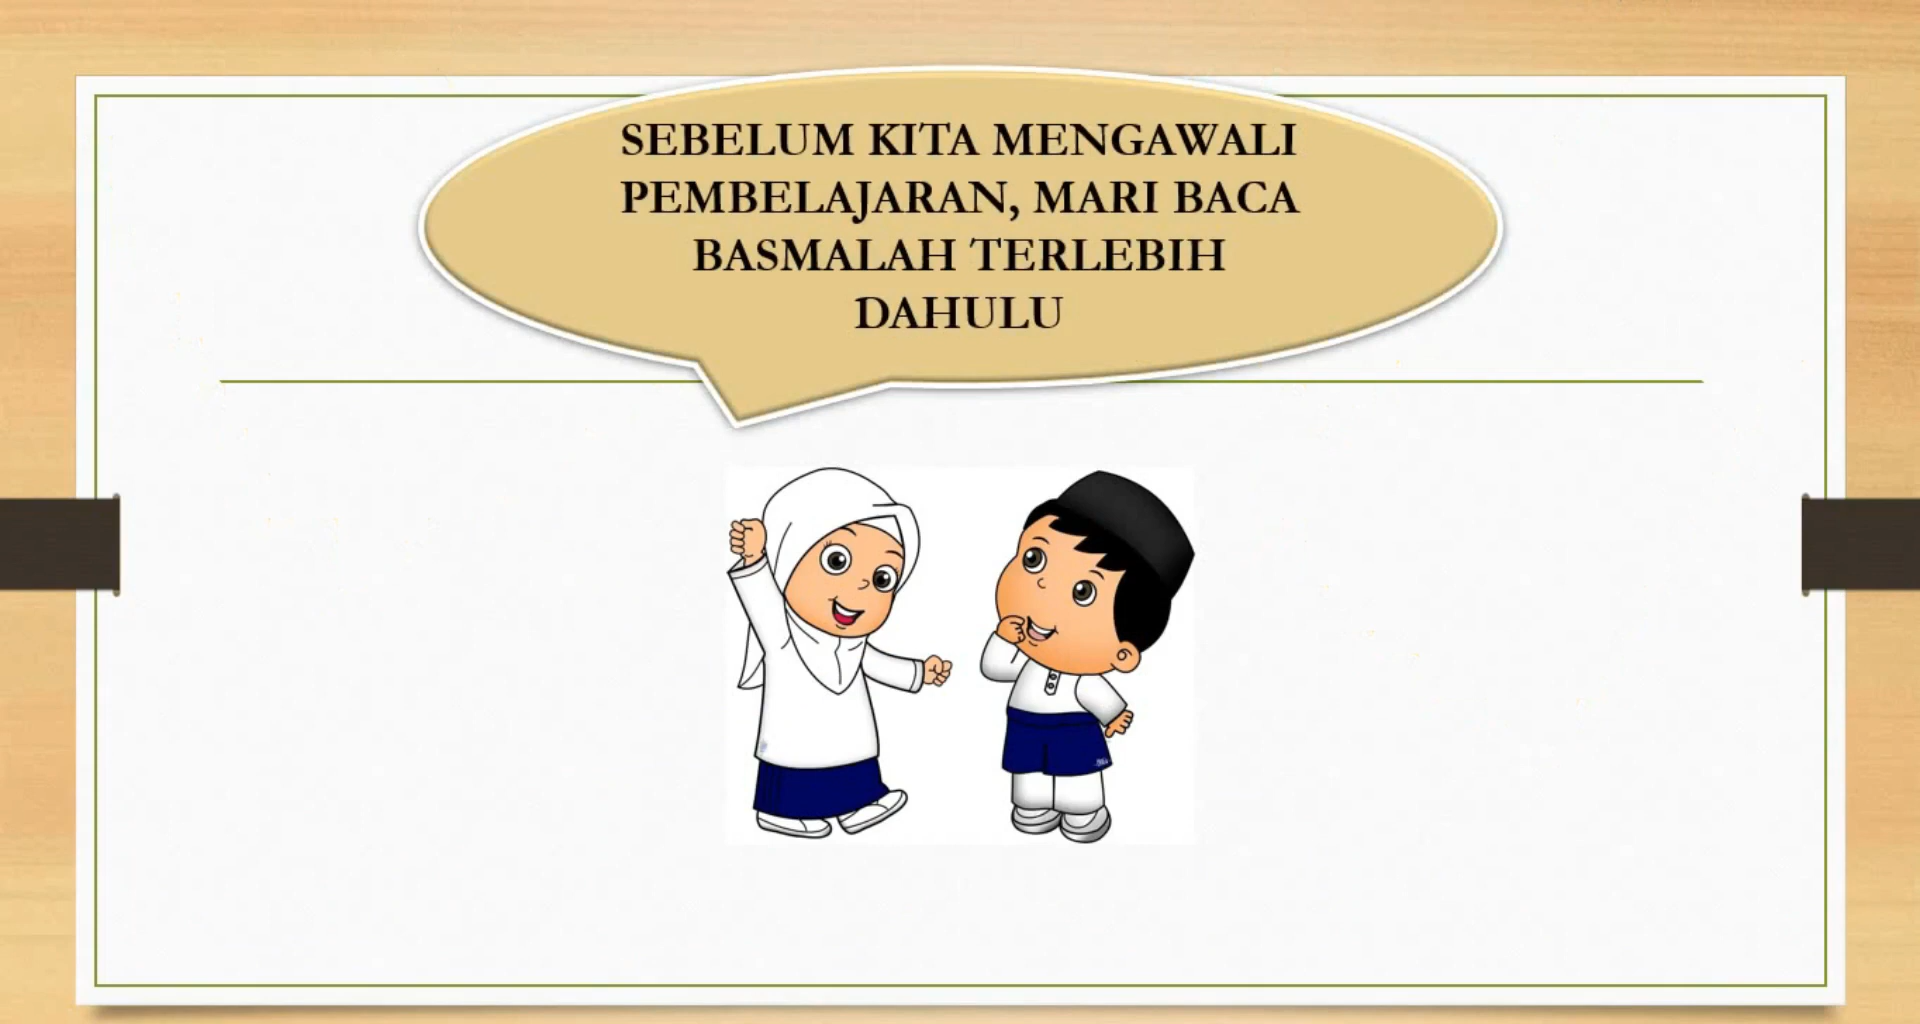 SEBELUM KITA MENGAWALI
PEMBELAJARAN, MARI BACA
BASMALAH TERLEBIH
DAHULU